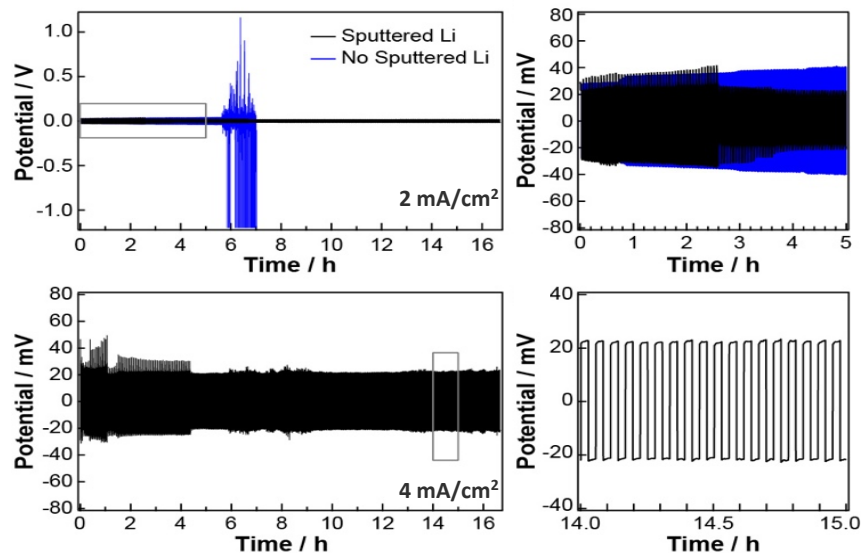 Sputtered Li
No Sputtered Li
1.0
0.5
0.0
-0.5
-1.0
Potential / V
2 mA/cm²
0 2 4 6 8 10 12 14 16
Time / h
80
60
40
20
0
-20
-40
-60
-80
Potential / mV
0 1 2 3 4 5
Time / h
80
60
40
20
0
-20
40
-60
-80
Potential / mV
4 mA/cm²
0 2 4 6 8 10 12 14 16
Time / h
40
20
0
-20
-40
Potential / mV
14.0 14.5 15.0
Time / h